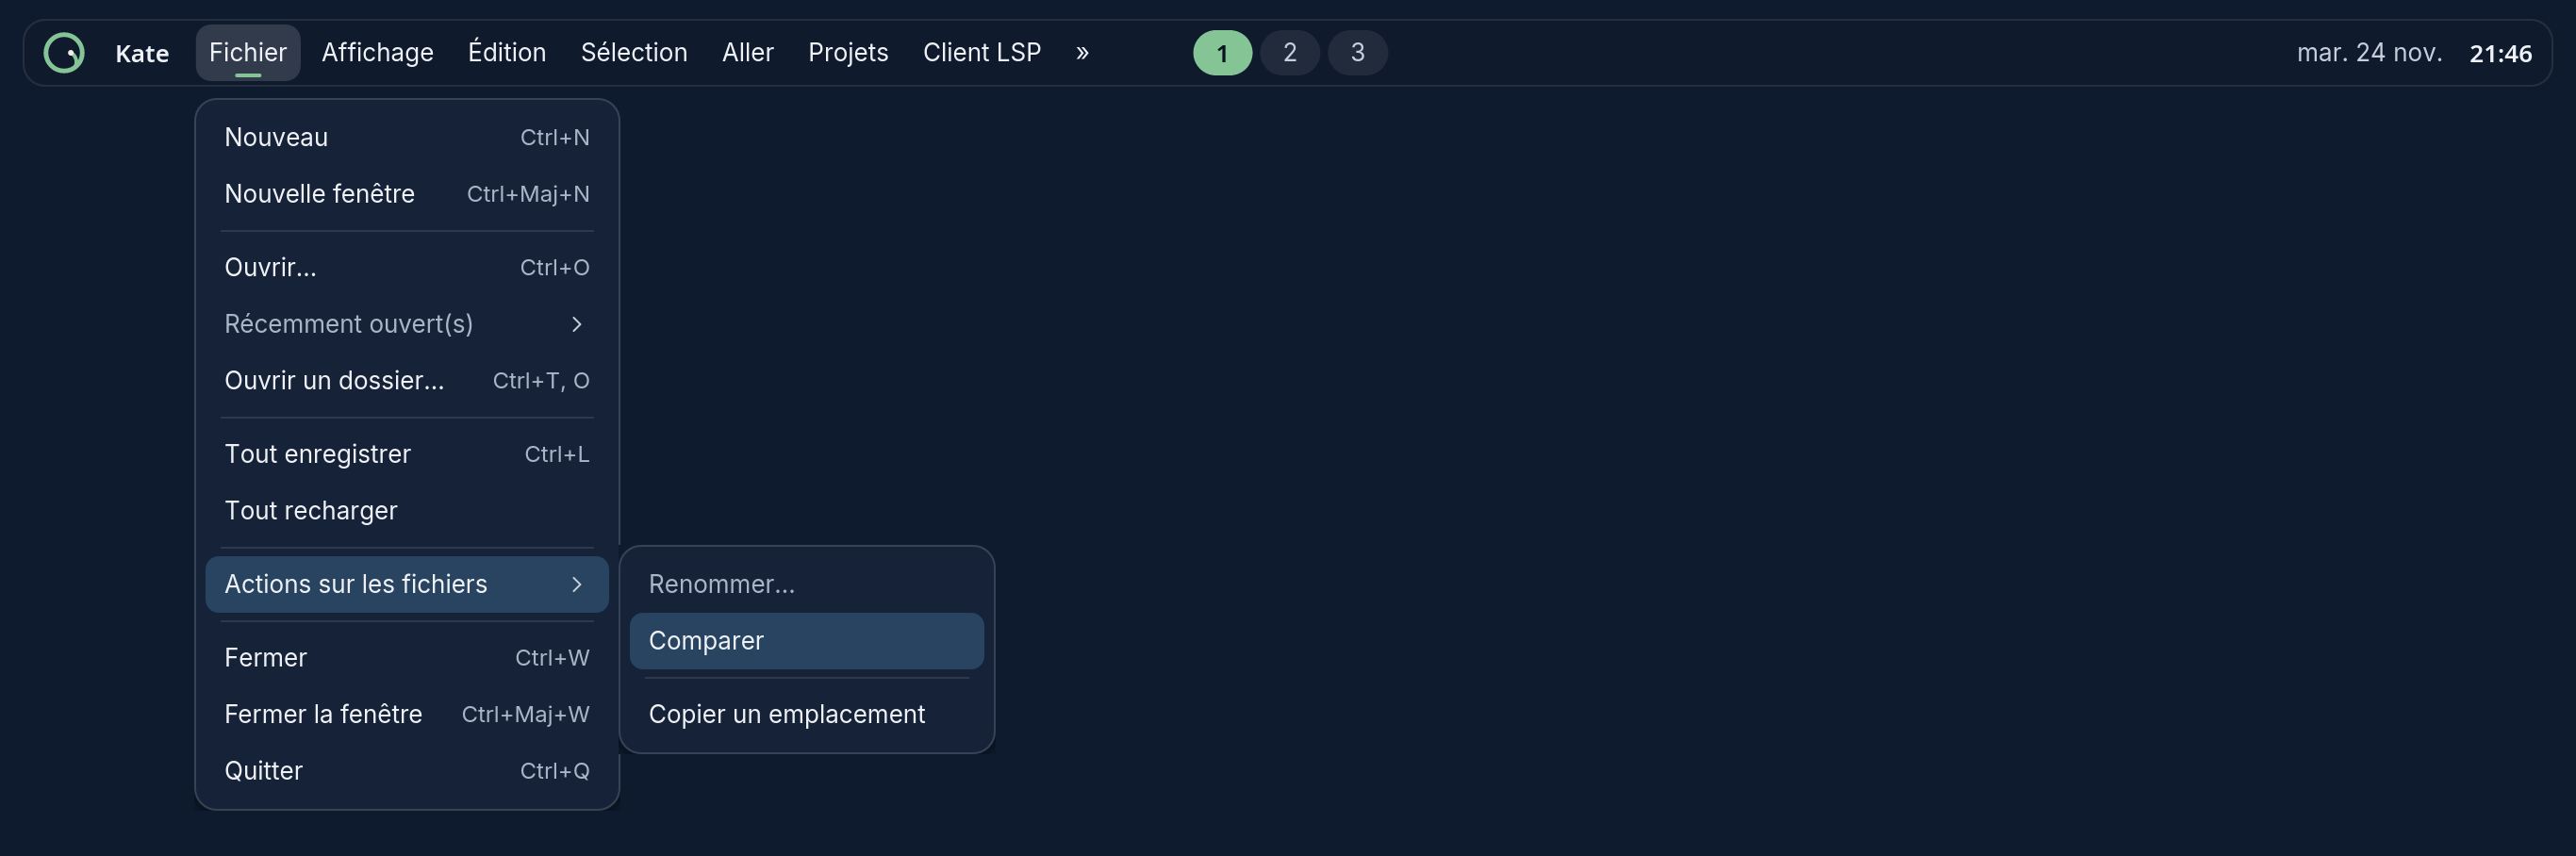 Kate Fichier Affichage Édition Sélection Aller Projets Client LSP » 1 2 3 mar. 24 nov. 21:46
Nouveau Ctrl+N
Nouvelle fenêtre Ctrl+Maj+N
Ouvrir... Ctrl+O
Récemment ouvert(s)
Ouvrir un dossier... Ctrl+T, O
Tout enregistrer Ctrl+L
Tout recharger
Actions sur les fichiers
Renommer...
Comparer
Copier un emplacement
Fermer Ctrl+W
Fermer la fenêtre Ctrl+Maj+W
Quitter Ctrl+Q